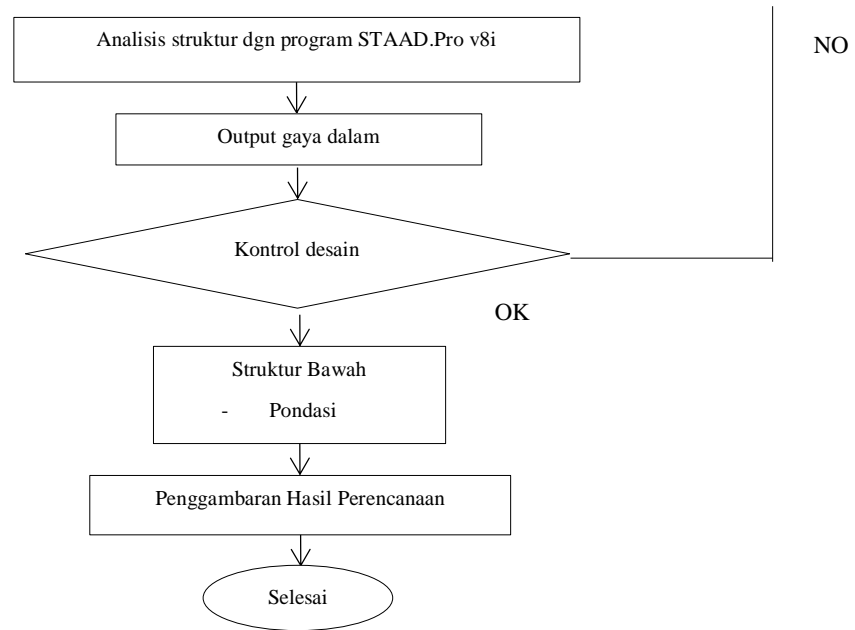 Analisis struktur dgn program STAAD.Pro v8i
NO
Output gaya dalam
Kontrol desain
OK
Struktur Bawah
- Pondasi
Penggambaran Hasil Perencanaan
Selesai